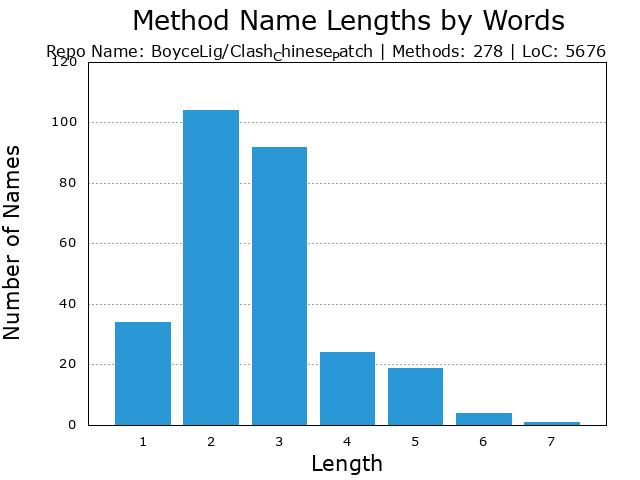 Method Name Lengths by Words
Repo Name: BoyceLig/Clash_Chinese_Patch | Methods: 278 | LoC: 5676
Number of Names
120
100
80
60
40
20
0
1 2 3 4 5 6 7
Length